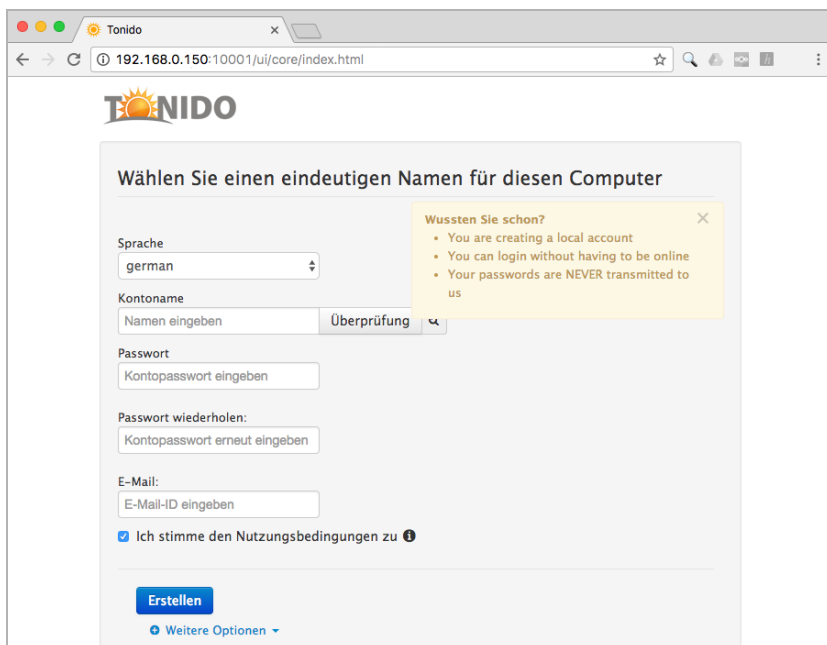 Tonido
192.168.0.150:10001/ui/core/index.html
TONIDO
Wählen Sie einen eindeutigen Namen für diesen Computer
Wussten Sie schon?
• You are creating a local account
• You can login without having to be online
• Your passwords are NEVER transmitted to
us
Sprache
german
Kontoname
Namen eingeben
Überprüfung
Passwort
Kontopasswort eingeben
Passwort wiederholen:
Kontopasswort erneut eingeben
E-Mail:
E-Mail-ID eingeben
Ich stimme den Nutzungsbedingungen zu
Erstellen
Weitere Optionen